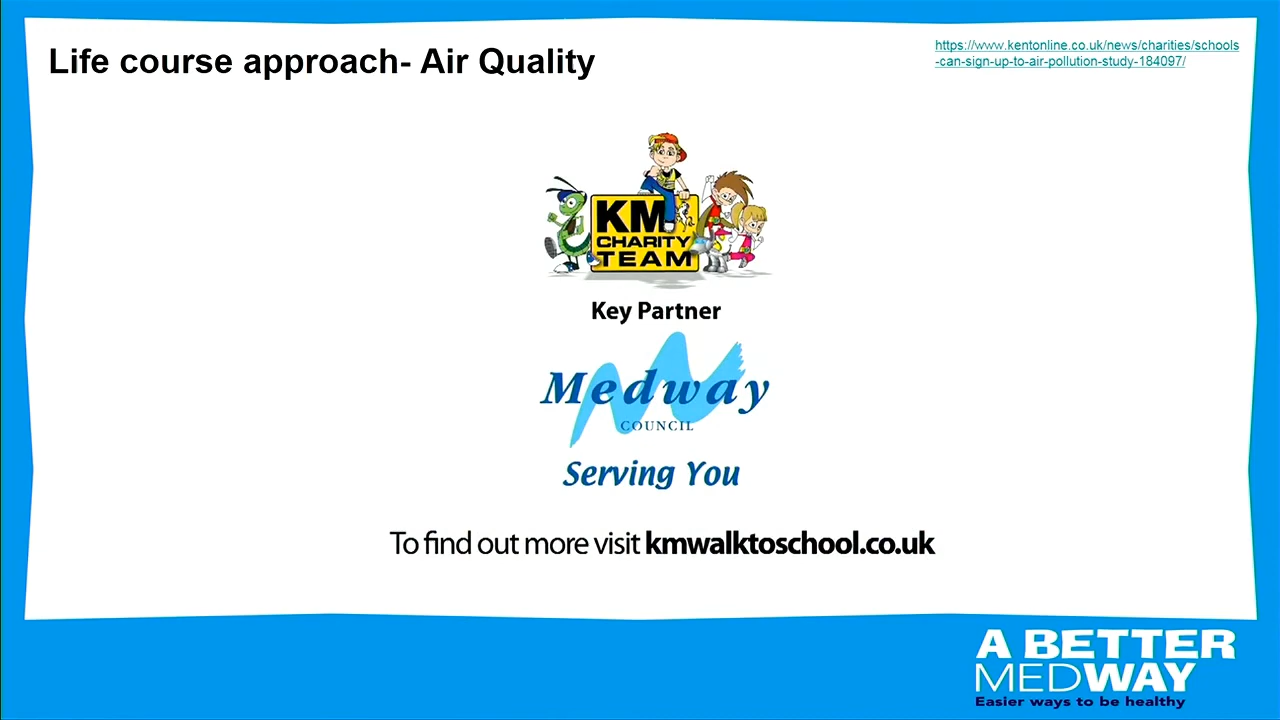 Life course approach- Air Quality
https://www.kentonline.co.uk/news/charities/schools
-can-sign-up-to-air-pollution-study-184097/
KM
CHARITY
TEAM
Key Partner
Medway
COUNCIL
Serving You
To find out more visit kmwalktoschool.co.uk
A BETTER
MEDWAY
Easier ways to be healthy